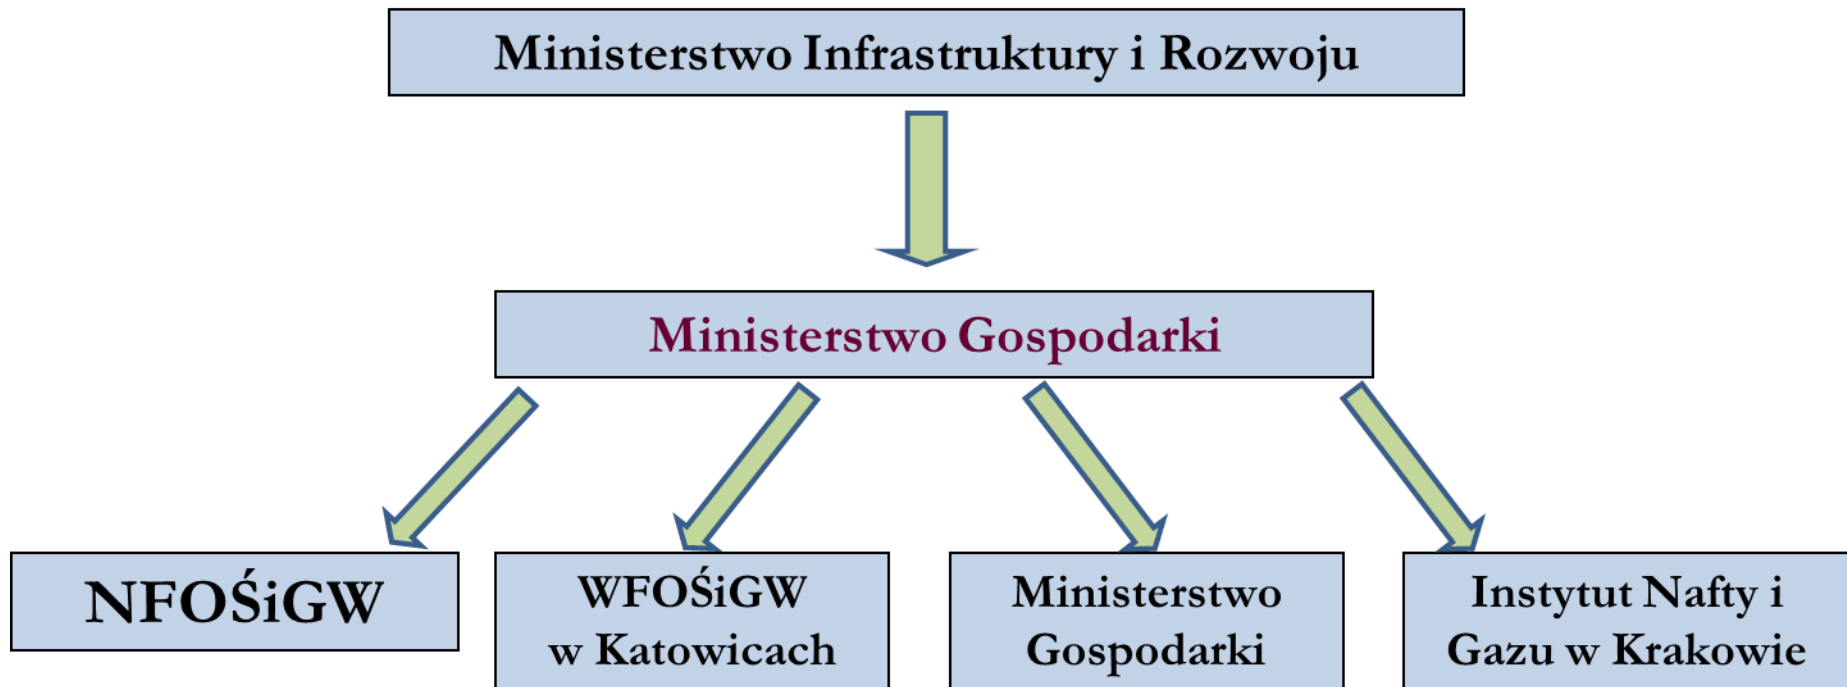 Ministerstwo Infrastruktury i Rozwoju
Ministerstwo Gospodarki
NFOŚiGW
WFOŚiGW
w Katowicach
Ministerstwo
Gospodarki
Instytut Nafty i
Gazu w Krakowie